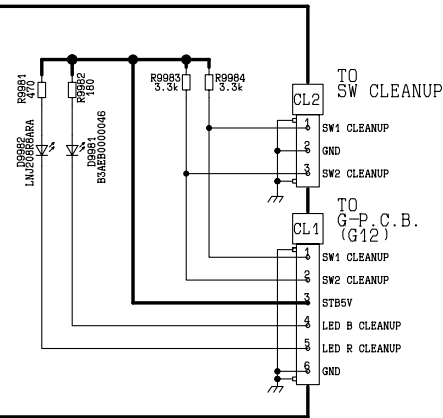 R9981
470
R9982
180
R9983
3.3k
R9984
3.3k
D9982
LNJ208R8ARA
D9981
B3AEB0000046
CL2
TO
SW CLEANUP
1 SW1 CLEANUP
2 GND
3 SW2 CLEANUP
CL1
TO
G-P.C.B.
(G12)
1 SW1 CLEANUP
2 SW2 CLEANUP
3 STB5V
4 LED B CLEANUP
5 LED R CLEANUP
6 GND